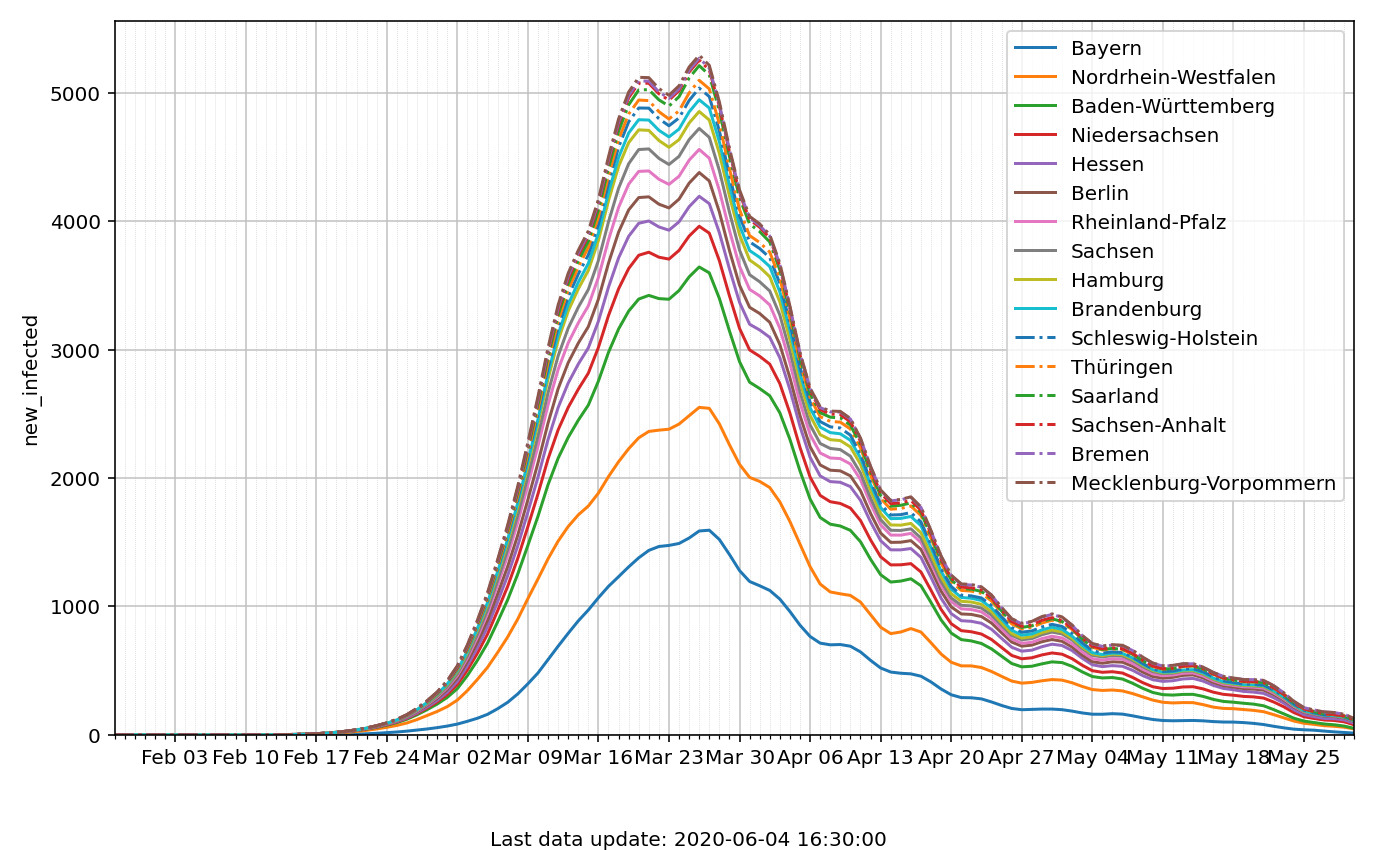 5000
4000
3000
2000
1000
0
new_infected
Bayern
Nordrhein-Westfalen
Baden-Württemberg
Niedersachsen
Hessen
Berlin
Rheinland-Pfalz
Sachsen
Hamburg
Brandenburg
Schleswig-Holstein
Thüringen
Saarland
Sachsen-Anhalt
Bremen
Mecklenburg-Vorpommern
Feb 03 Feb 10 Feb 17 Feb 24 Mar 02 Mar 09 Mar 16 Mar 23 Mar 30 Apr 06 Apr 13 Apr 20 Apr 27 May 04 May 11 May 18 May 25
Last data update: 2020-06-04 16:30:00